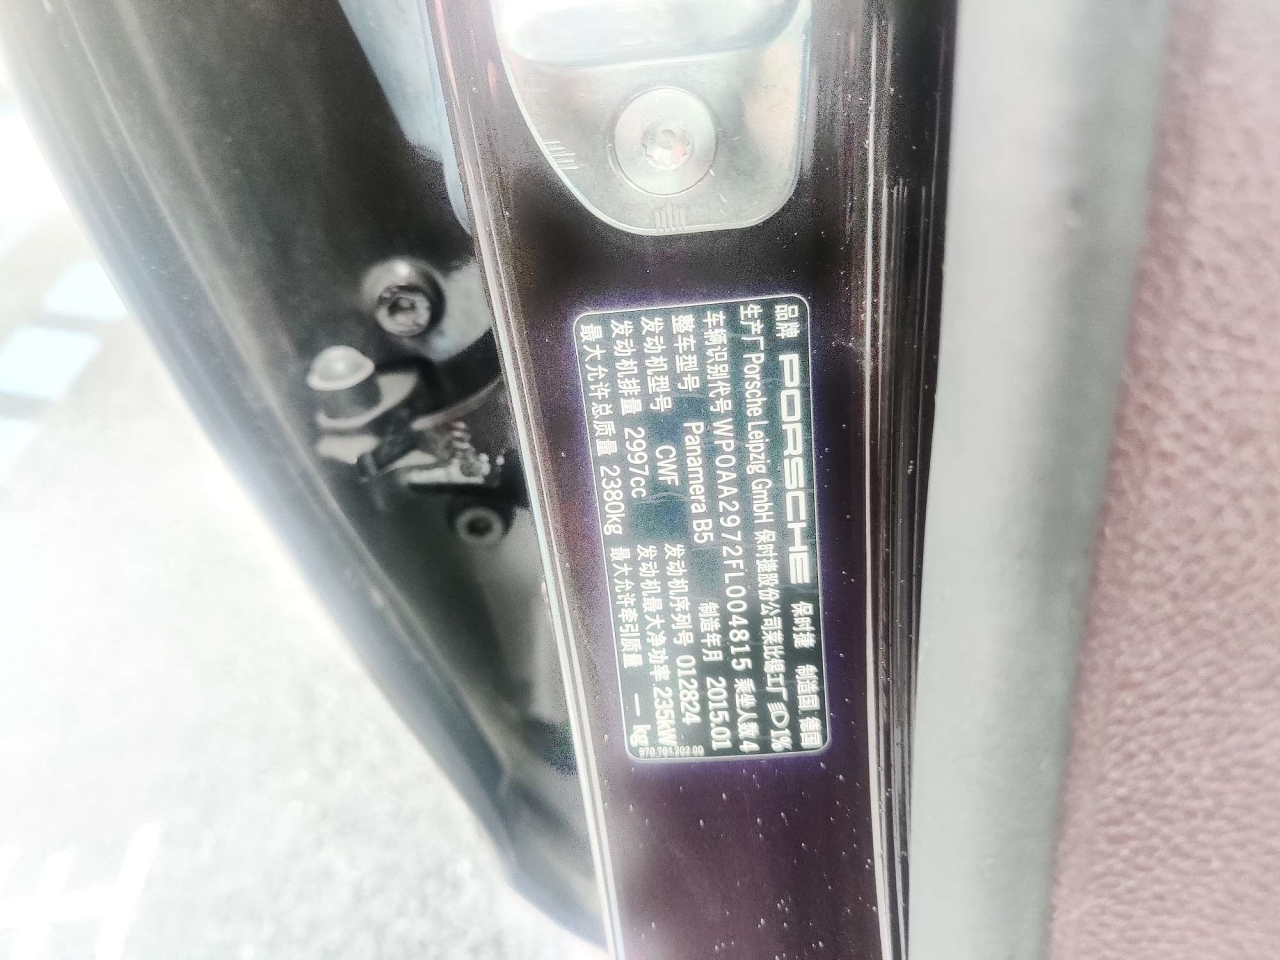 品牌 PORSCHE 保时捷 制造国 德国
生产厂 Porsche Leipzig GmbH 保时捷股份公司莱比锡工厂 1%
车辆识别代号 WP0AA2972FL004815 乘坐人数 4
整车型号 Panamera B5 制造年月 2015.01
发动机型号 CWF 发动机序列号 012824
发动机排量 2997cc 发动机最大净功率 235kW
最大允许总质量 2380kg 最大允许牵引质量 — kg
970.701.202.00